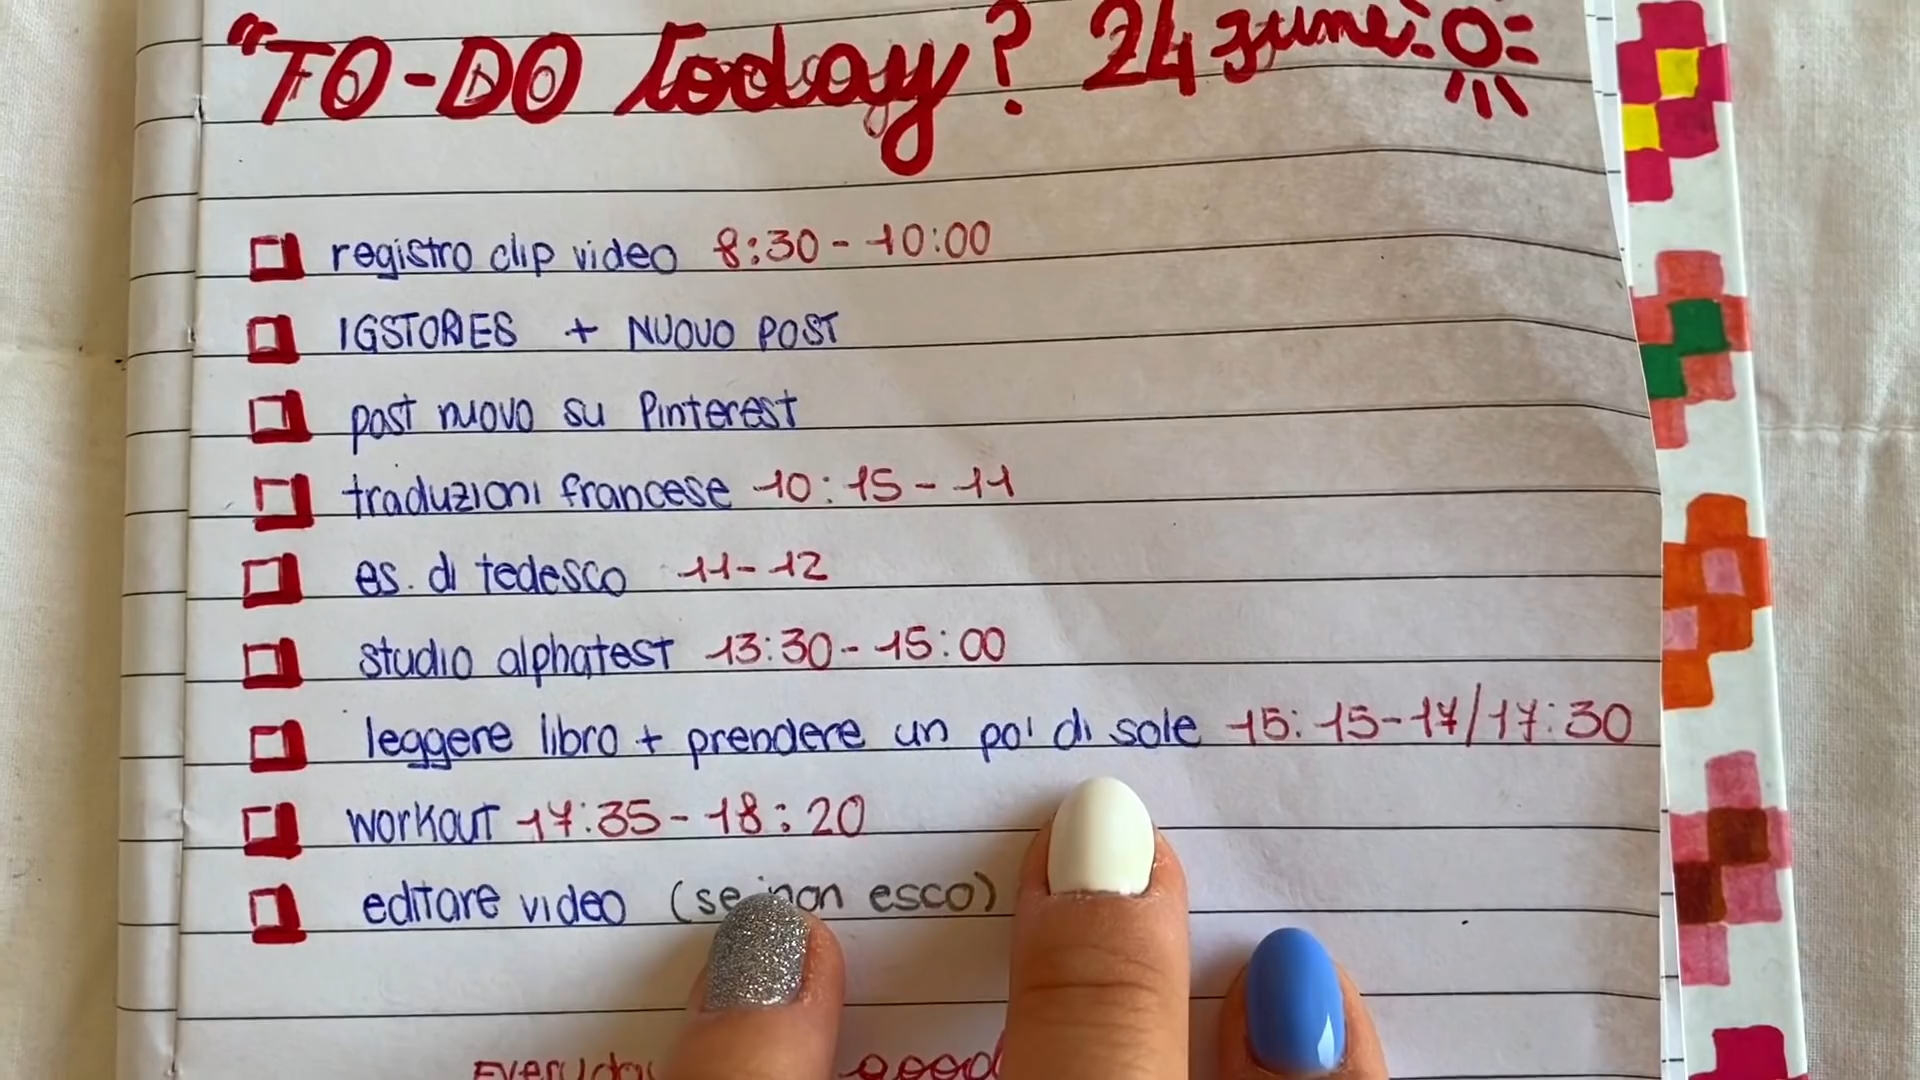 "TO-DO today? 24 june
registro clip video 8:30-10:00
IGSTORIES + NUOVO POST
post nuovo su Pinterest
traduzioni francese 10:15-11
es. di tedesco 11-12
studio alphatest 13:30-15:00
leggere libro + prendere un po' di sole 15:15-17/17:30
workout 17:35-18:20
editare video (se non esco)
good